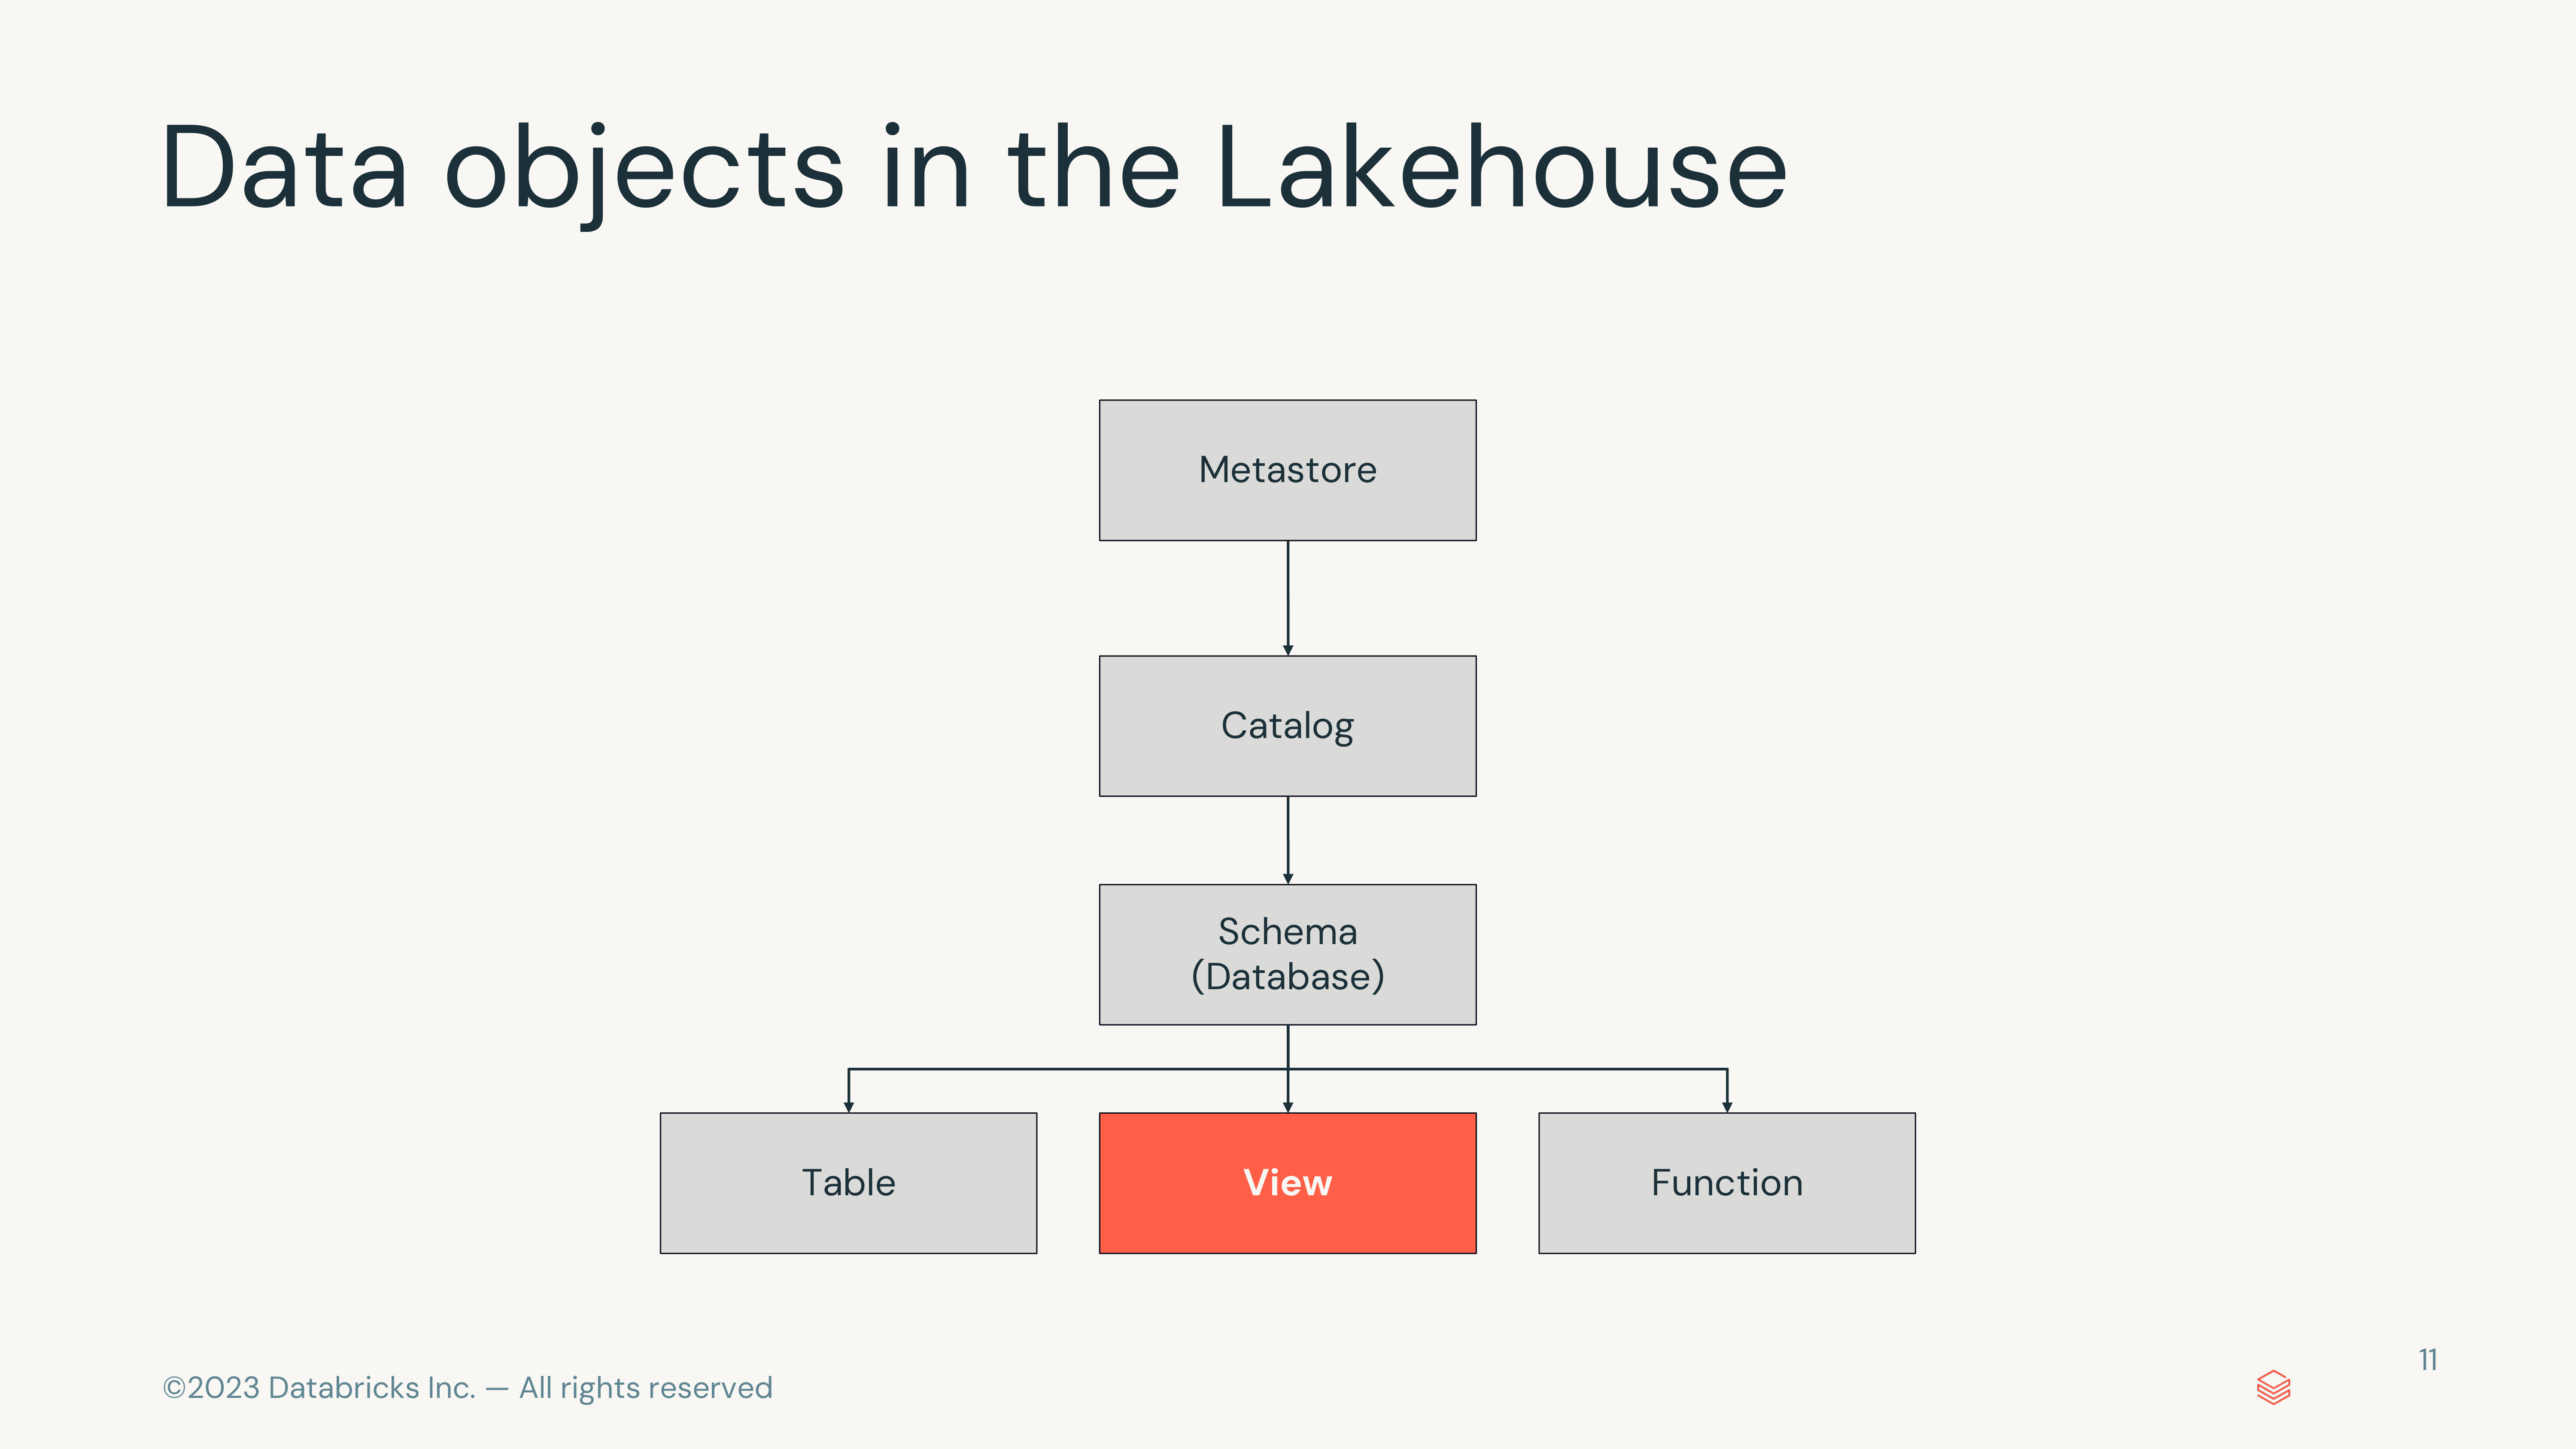 Data objects in the Lakehouse
Metastore
Catalog
Schema
(Database)
Table
View
Function
©2023 Databricks Inc. — All rights reserved
11